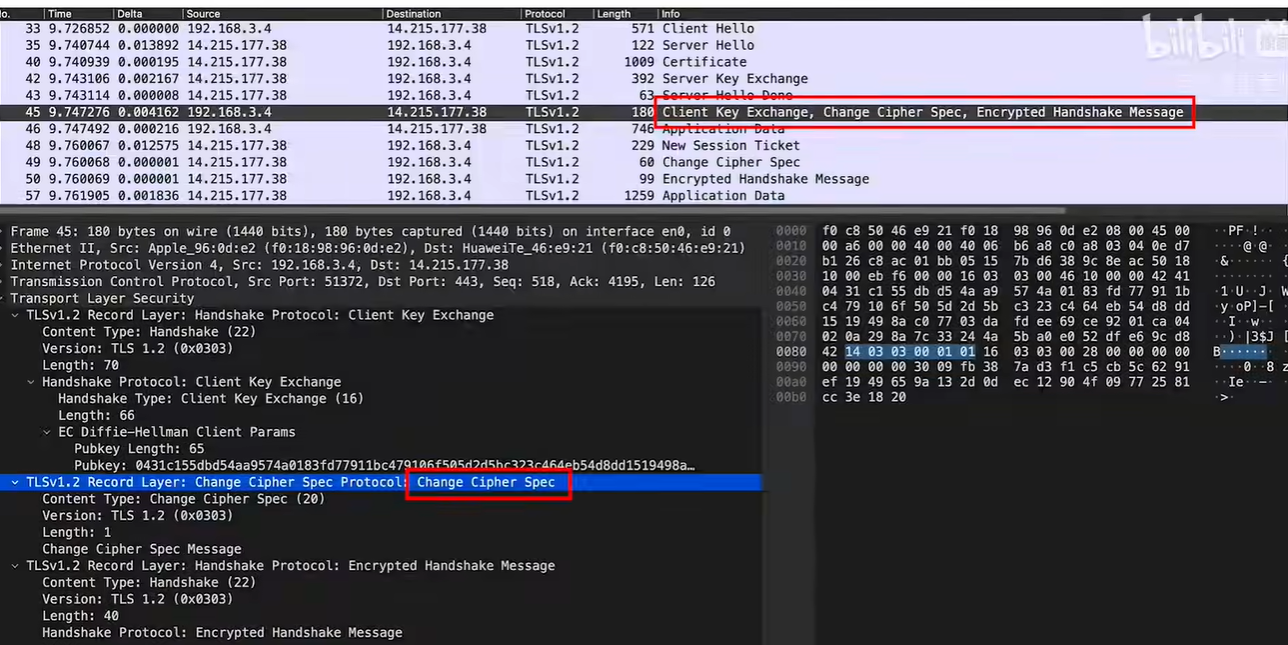 No. Time Delta Source Destination Protocol Length Info
33 9.726852 0.000000 192.168.3.4 14.215.177.38 TLSv1.2 571 Client Hello
35 9.740744 0.013892 14.215.177.38 192.168.3.4 TLSv1.2 122 Server Hello
40 9.740939 0.000195 14.215.177.38 192.168.3.4 TLSv1.2 1009 Certificate
42 9.743106 0.002167 14.215.177.38 192.168.3.4 TLSv1.2 392 Server Key Exchange
43 9.743114 0.000008 14.215.177.38 192.168.3.4 TLSv1.2 63 Server Hello Done
45 9.747276 0.004162 192.168.3.4 14.215.177.38 TLSv1.2 180 Client Key Exchange, Change Cipher Spec, Encrypted Handshake Message
46 9.747492 0.000216 192.168.3.4 14.215.177.38 TLSv1.2 746 Application Data
48 9.760067 0.012575 14.215.177.38 192.168.3.4 TLSv1.2 229 New Session Ticket
49 9.760068 0.000001 14.215.177.38 192.168.3.4 TLSv1.2 60 Change Cipher Spec
50 9.760069 0.000001 14.215.177.38 192.168.3.4 TLSv1.2 99 Encrypted Handshake Message
57 9.761905 0.001836 14.215.177.38 192.168.3.4 TLSv1.2 1259 Application Data
bilibili
Frame 45: 180 bytes on wire (1440 bits), 180 bytes captured (1440 bits) on interface en0, id 0
Ethernet II, Src: Apple_96:0d:e2 (f0:18:98:96:0d:e2), Dst: HuaweiTe_46:e9:21 (f0:c8:50:46:e9:21)
Internet Protocol Version 4, Src: 192.168.3.4, Dst: 14.215.177.38
Transmission Control Protocol, Src Port: 51372, Dst Port: 443, Seq: 518, Ack: 4195, Len: 126
Transport Layer Security
TLSv1.2 Record Layer: Handshake Protocol: Client Key Exchange
Content Type: Handshake (22)
Version: TLS 1.2 (0x0303)
Length: 70
Handshake Protocol: Client Key Exchange
Handshake Type: Client Key Exchange (16)
Length: 66
EC Diffie-Hellman Client Params
Pubkey Length: 65
Pubkey: 0431c155dbd54aa9574a0183fd77911bc479106f505d2d5bc323c464eb54d8dd1519498a…
TLSv1.2 Record Layer: Change Cipher Spec Protocol: Change Cipher Spec
Content Type: Change Cipher Spec (20)
Version: TLS 1.2 (0x0303)
Length: 1
Change Cipher Spec Message
TLSv1.2 Record Layer: Handshake Protocol: Encrypted Handshake Message
Content Type: Handshake (22)
Version: TLS 1.2 (0x0303)
Length: 40
Handshake Protocol: Encrypted Handshake Message
0000 f0 c8 50 46 e9 21 f0 18 98 96 0d e2 08 00 45 00 ··PF·!··
0010 00 a6 00 00 40 00 40 06 b6 a8 c0 a8 03 04 0e d7 ····@·@·
0020 b1 26 c8 ac 01 bb 05 15 7b d6 38 9c 8e ac 50 18 ·&······ {
0030 10 00 eb f6 00 00 16 03 03 00 46 10 00 00 42 41 ········
0040 04 31 c1 55 db d5 4a a9 57 4a 01 83 fd 77 91 1b ·1·U··J· W
0050 c4 79 10 6f 50 5d 2d 5b c3 23 c4 64 eb 54 d8 dd ·y·oP]-[
0060 15 19 49 8a c0 77 03 da fd ee 69 ce 92 01 ca 04 ··I··w··
0070 02 0a 29 8a 7c 33 24 4a 5b a0 e0 52 df e6 9c d8 ··)·|3$J [
0080 42 14 03 03 00 01 01 16 03 03 00 28 00 00 00 00 B·······
0090 00 00 00 00 30 09 fb 38 7a d3 f1 c5 cb 5c 62 91 ····0··8 z
00a0 ef 19 49 65 9a 13 2d 0d ec 12 90 4f 09 77 25 81 ··Ie··-·
00b0 cc 3e 18 20 ·>·